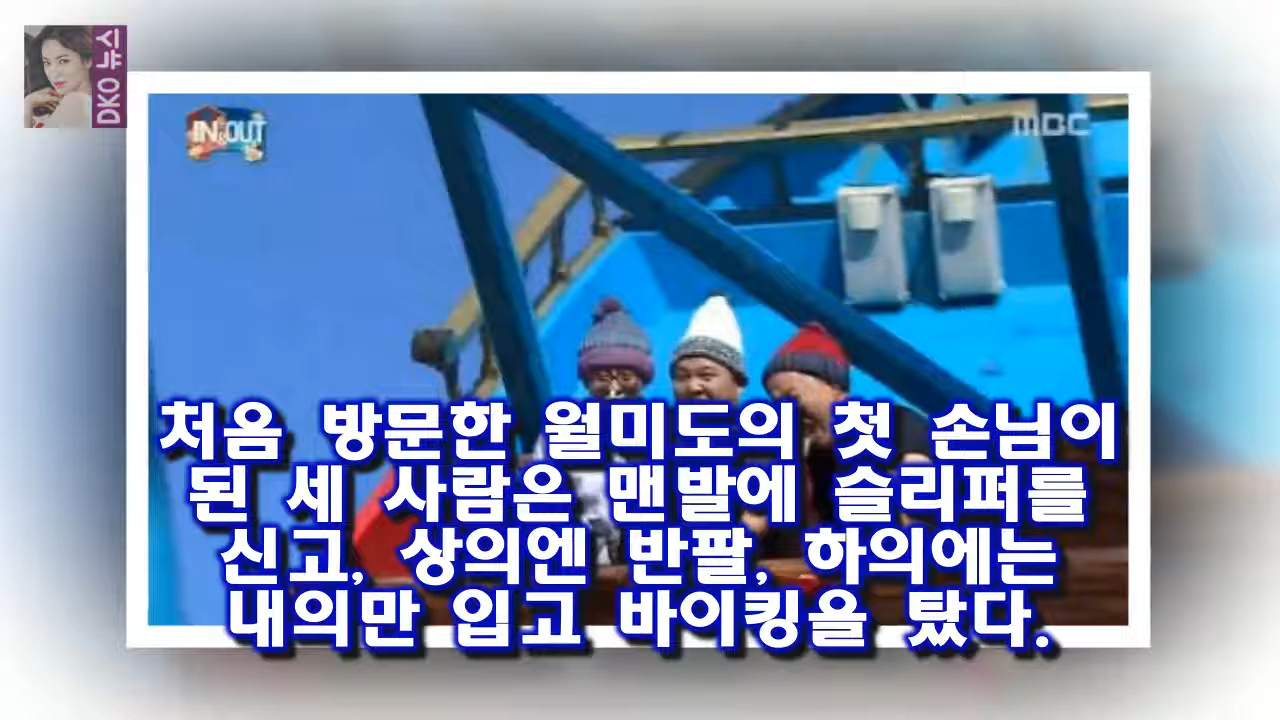 DKO 뉴스
IN&OUT
MBC
처음 방문한 월미도의 첫 손님이
된 세 사람은 맨발에 슬리퍼를
신고, 상의엔 반팔, 하의에는
내의만 입고 바이킹을 탔다.